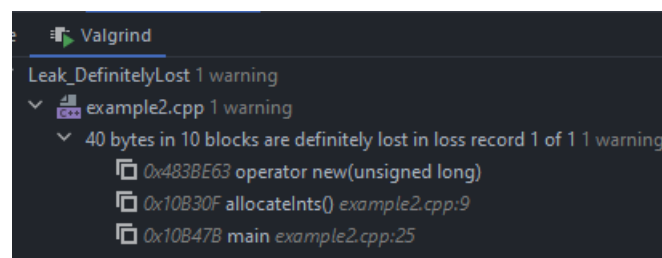 Valgrind
Leak_DefinitelyLost 1 warning
C++ example2.cpp 1 warning
40 bytes in 10 blocks are definitely lost in loss record 1 of 1 1 warning
0x483BE63 operator new(unsigned long)
0x10B30F allocateInts() example2.cpp:9
0x10B47B main example2.cpp:25